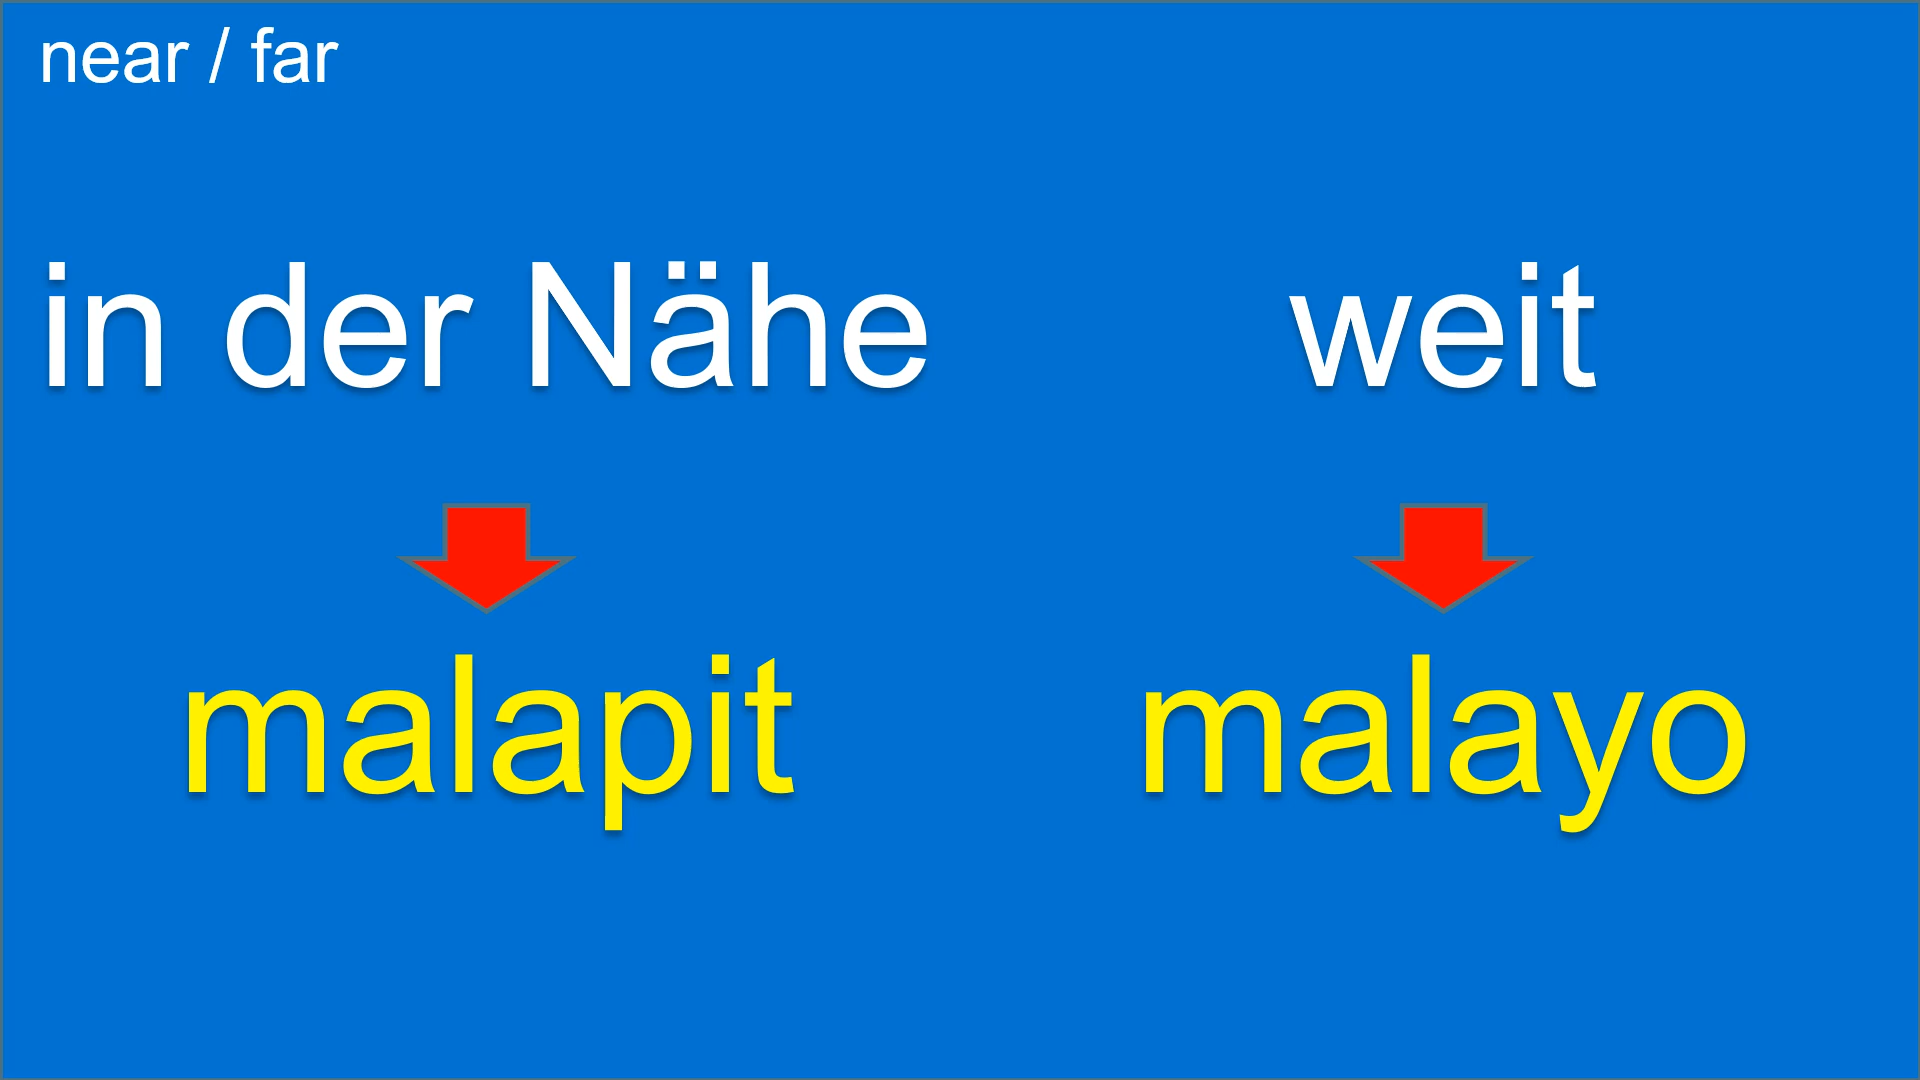 near / far
in der Nähe
weit
malapit
malayo